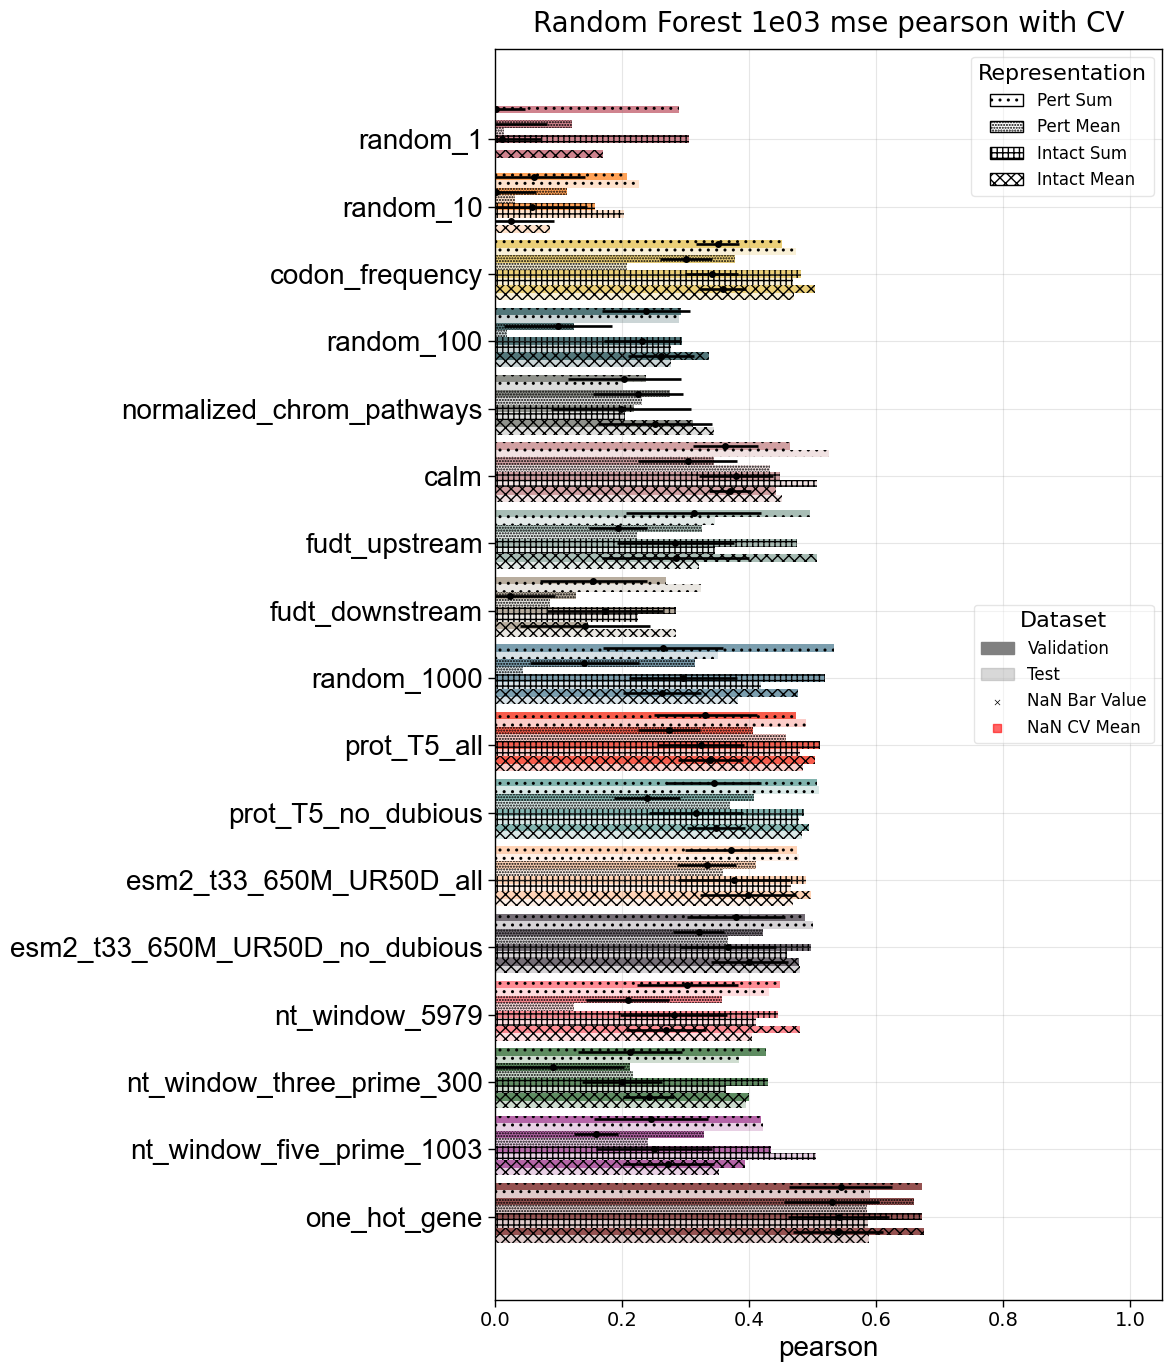 Random Forest 1e03 mse pearson with CV
Representation
Pert Sum
Pert Mean
Intact Sum
Intact Mean
random_1
random_10
codon_frequency
random_100
normalized_chrom_pathways
calm
fudt_upstream
fudt_downstream
random_1000
prot_T5_all
prot_T5_no_dubious
esm2_t33_650M_UR50D_all
esm2_t33_650M_UR50D_no_dubious
nt_window_5979
nt_window_three_prime_300
nt_window_five_prime_1003
one_hot_gene
Dataset
Validation
Test
NaN Bar Value
NaN CV Mean
0.0 0.2 0.4 0.6 0.8 1.0
pearson